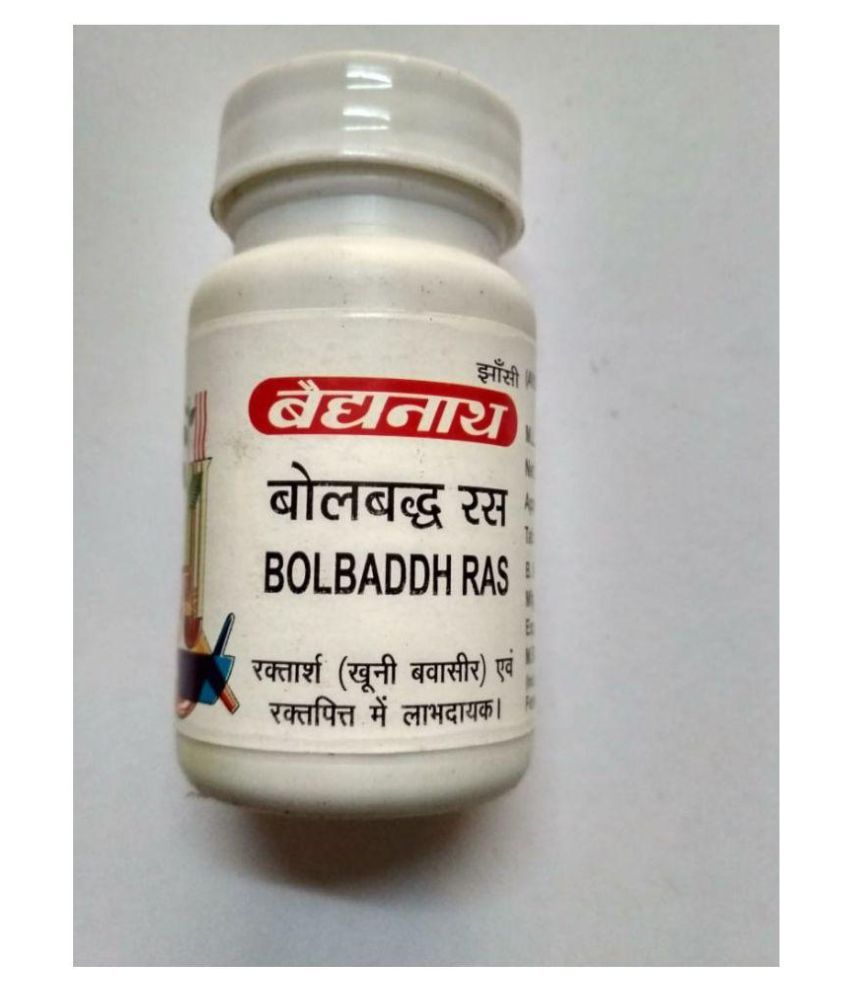 झाँसी
बैद्यनाथ
बोलबद्ध रस
BOLBADDH RAS
रक्तार्श (खूनी बवासीर) एवं
रक्तपित्त में लाभदायक।